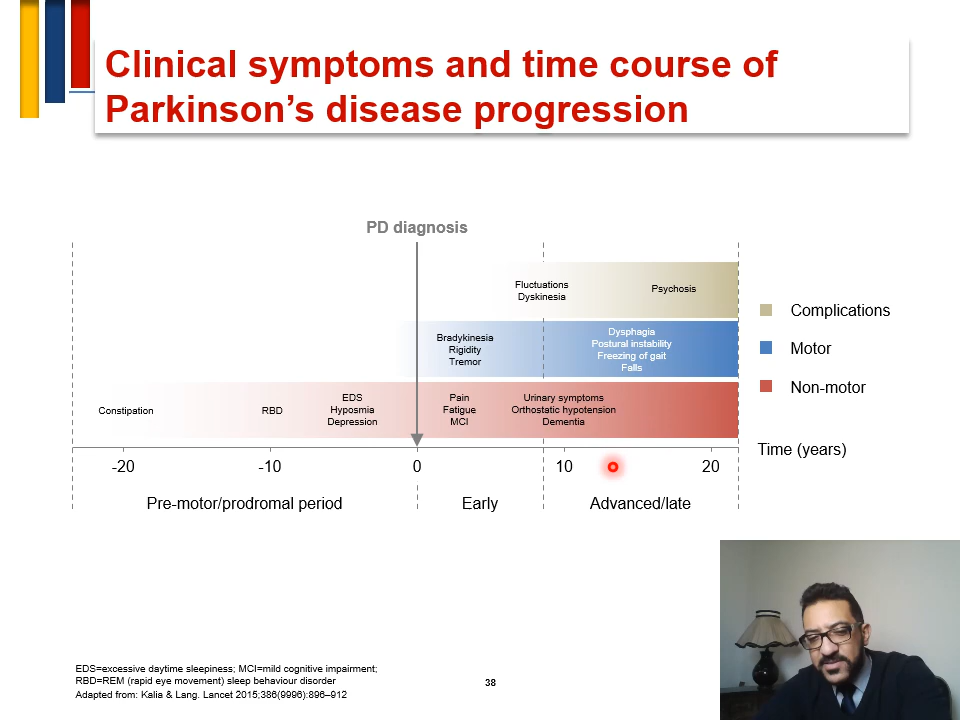 Clinical symptoms and time course of
Parkinson’s disease progression
PD diagnosis
Fluctuations
Dyskinesia
Psychosis
Bradykinesia
Rigidity
Tremor
Dysphagia
Postural instability
Freezing of gait
Falls
Constipation
RBD
EDS
Hyposmia
Depression
Pain
Fatigue
MCI
Urinary symptoms
Orthostatic hypotension
Dementia
Complications
Motor
Non-motor
-20
-10
0
10
20
Time (years)
Pre-motor/prodromal period
Early
Advanced/late
EDS=excessive daytime sleepiness; MCI=mild cognitive impairment;
RBD=REM (rapid eye movement) sleep behaviour disorder
Adapted from: Kalia & Lang. Lancet 2015;386(9996):896–912
38